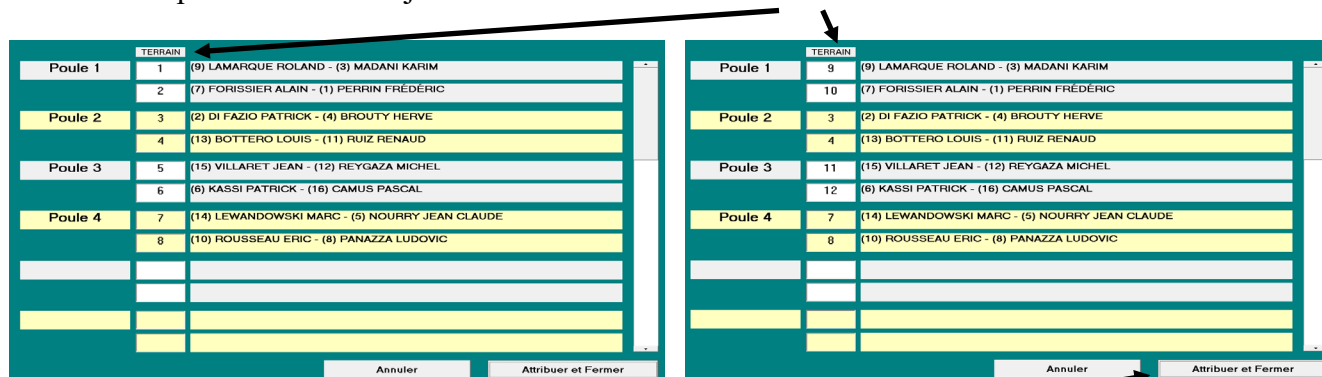 TERRAIN
Poule 1 1 (9) LAMARQUE ROLAND - (3) MADANI KARIM
2 (7) FORISSIER ALAIN - (1) PERRIN FRÉDÉRIC
Poule 2 3 (2) DI FAZIO PATRICK - (4) BROUTY HERVE
4 (13) BOTTERO LOUIS - (11) RUIZ RENAUD
Poule 3 5 (15) VILLARET JEAN - (12) REYGAZA MICHEL
6 (6) KASSI PATRICK - (16) CAMUS PASCAL
Poule 4 7 (14) LEWANDOWSKI MARC - (5) NOURRY JEAN CLAUDE
8 (10) ROUSSEAU ERIC - (8) PANAZZA LUDOVIC
Annuler Attribuer et Fermer
TERRAIN
Poule 1 9 (9) LAMARQUE ROLAND - (3) MADANI KARIM
10 (7) FORISSIER ALAIN - (1) PERRIN FRÉDÉRIC
Poule 2 3 (2) DI FAZIO PATRICK - (4) BROUTY HERVE
4 (13) BOTTERO LOUIS - (11) RUIZ RENAUD
Poule 3 11 (15) VILLARET JEAN - (12) REYGAZA MICHEL
12 (6) KASSI PATRICK - (16) CAMUS PASCAL
Poule 4 7 (14) LEWANDOWSKI MARC - (5) NOURRY JEAN CLAUDE
8 (10) ROUSSEAU ERIC - (8) PANAZZA LUDOVIC
Annuler Attribuer et Fermer